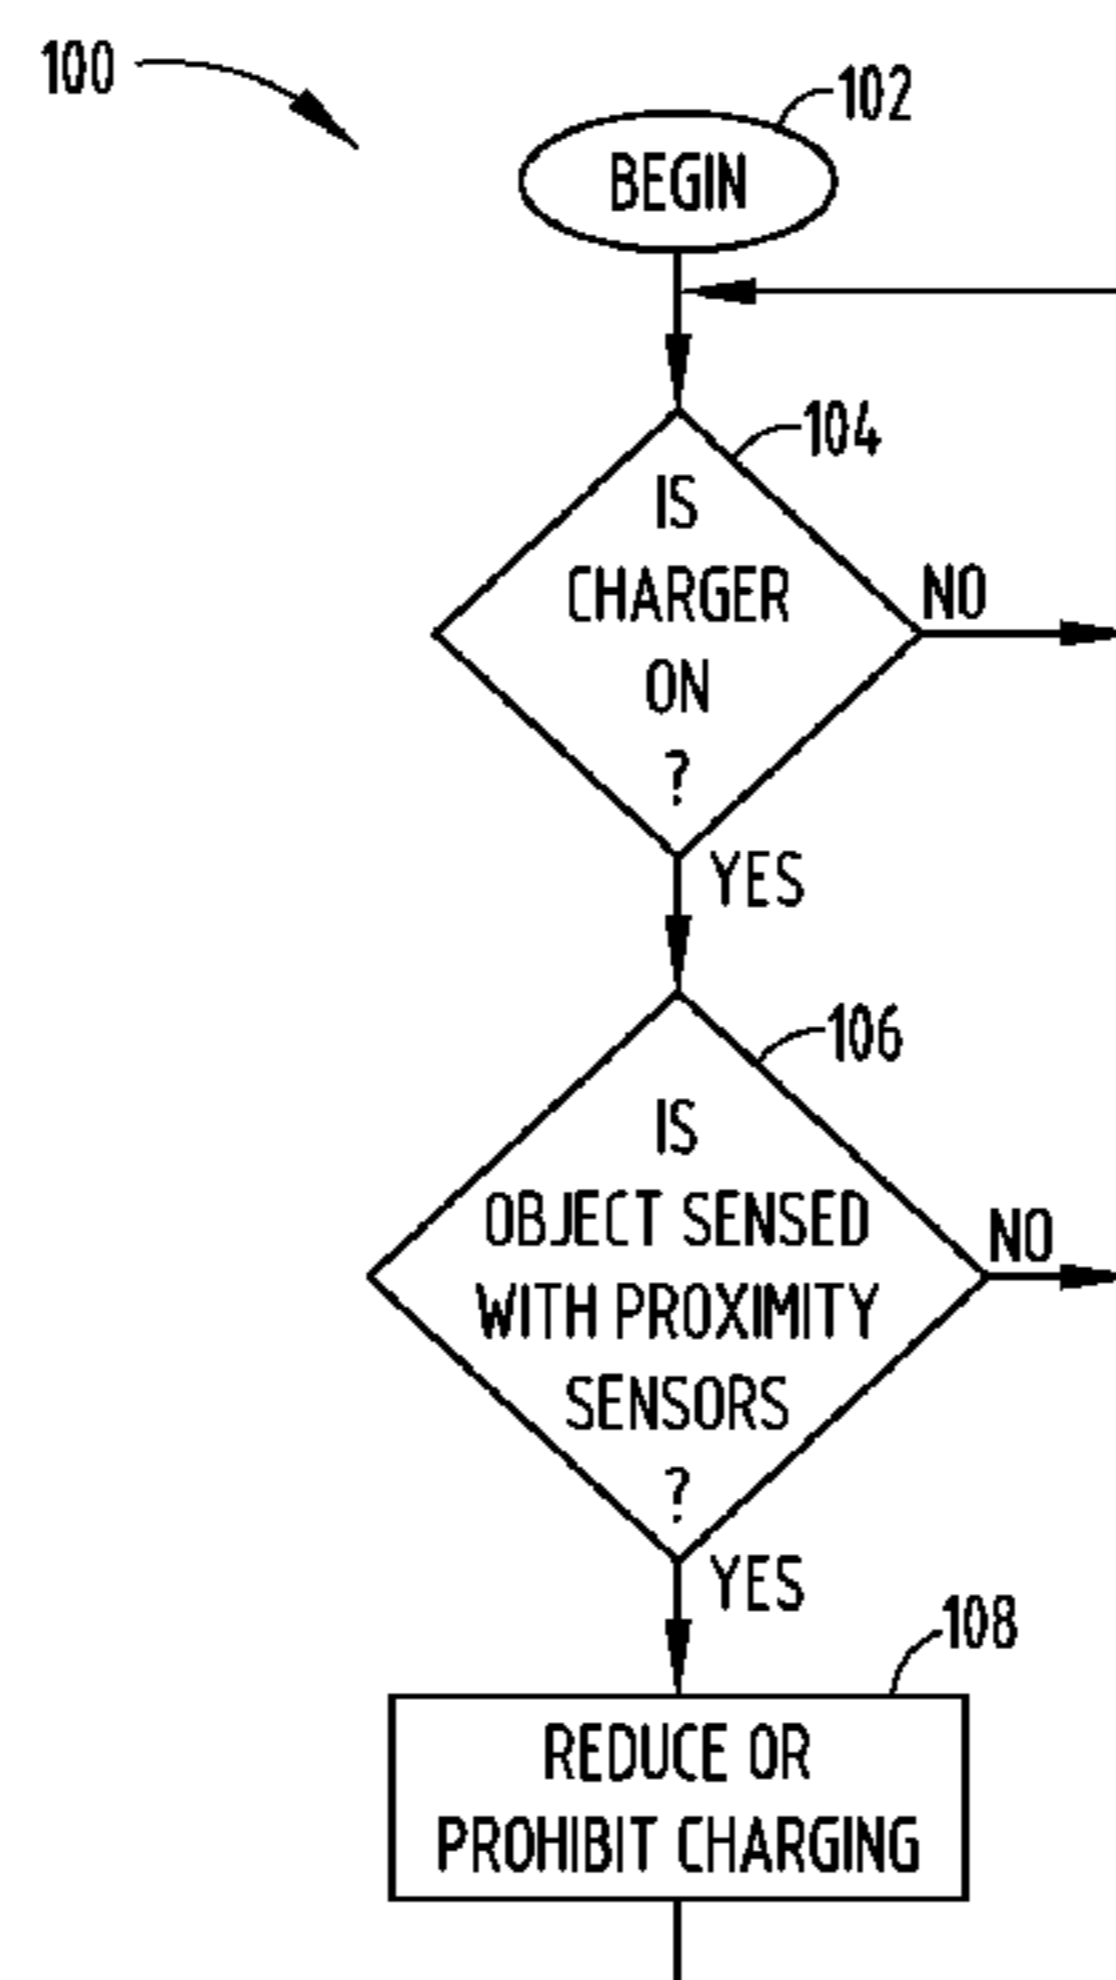 100
102
BEGIN
104
IS
CHARGER
ON
?
NO
YES
106
IS
OBJECT SENSED
WITH PROXIMITY
SENSORS
?
NO
YES
108
REDUCE OR
PROHIBIT CHARGING